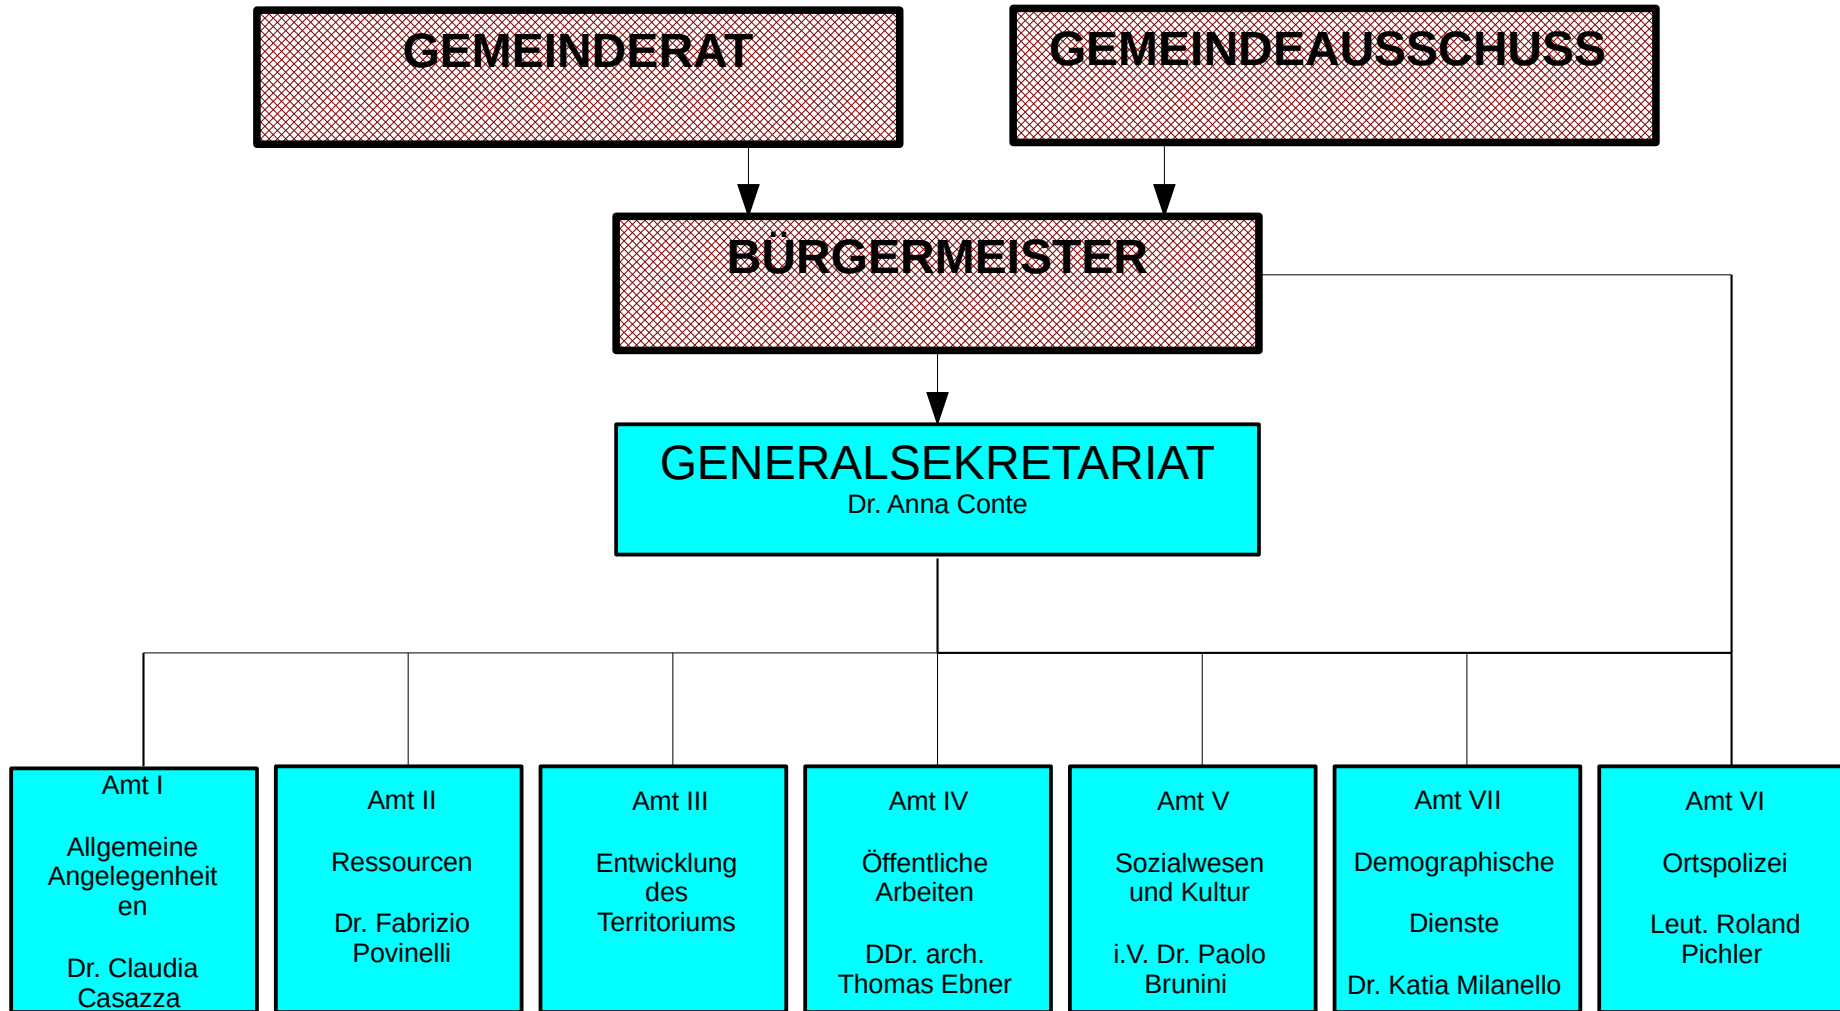 GEMEINDERAT
GEMEINDEAUSSCHUSS
BÜRGERMEISTER
GENERALSEKRETARIAT
Dr. Anna Conte
Amt I
Allgemeine
Angelegenheit
en
Dr. Claudia
Casazza
Amt II
Ressourcen
Dr. Fabrizio
Povinelli
Amt III
Entwicklung
des
Territoriums
Amt IV
Öffentliche
Arbeiten
DDr. arch.
Thomas Ebner
Amt V
Sozialwesen
und Kultur
i.V. Dr. Paolo
Brunini
Amt VII
Demographische
Dienste
Dr. Katia Milanello
Amt VI
Ortspolizei
Leut. Roland
Pichler